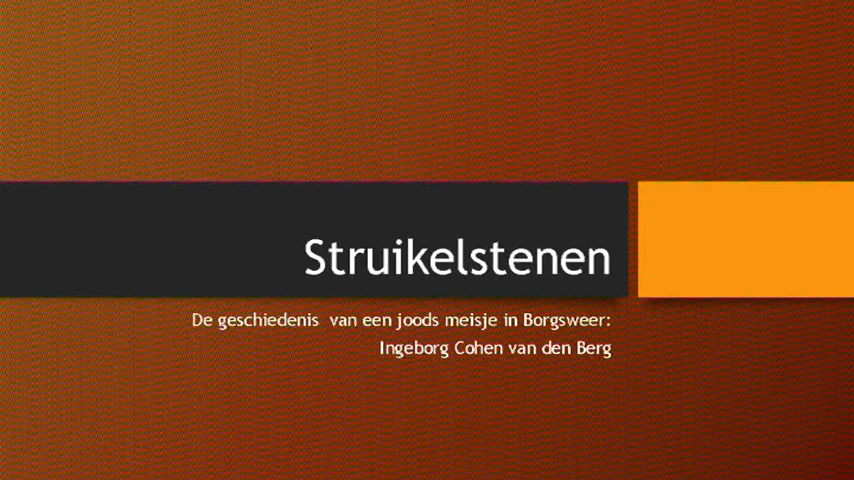 Struikelstenen
De geschiedenis van een joods meisje in Borgsweer:
Ingeborg Cohen van den Berg